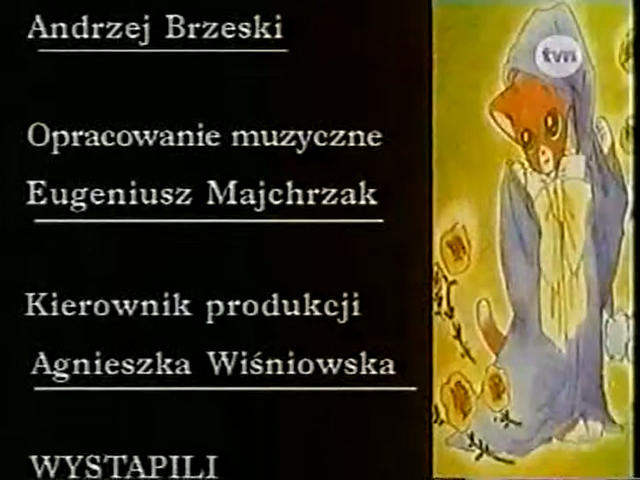 Andrzej Brzeski
tvn
Opracowanie muzyczne
Eugeniusz Majchrzak
Kierownik produkcji
Agnieszka Wiśniowska
WYSTAPILI